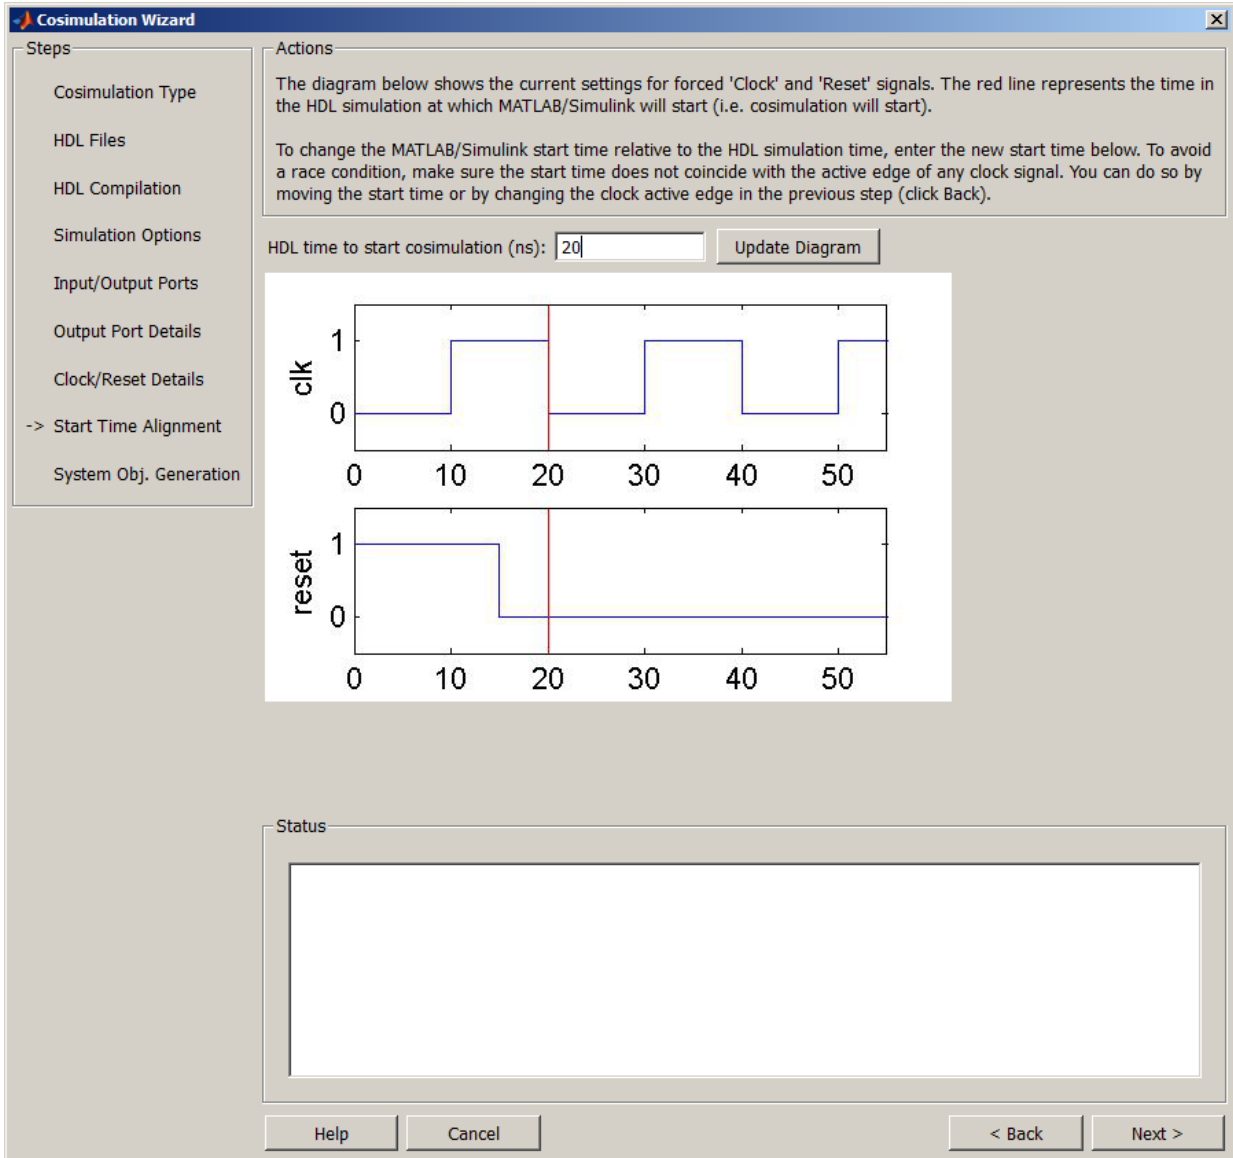 Cosimulation Wizard
Steps
Cosimulation Type
HDL Files
HDL Compilation
Simulation Options
Input/Output Ports
Output Port Details
Clock/Reset Details
-> Start Time Alignment
System Obj. Generation
Actions
The diagram below shows the current settings for forced 'Clock' and 'Reset' signals. The red line represents the time in
the HDL simulation at which MATLAB/Simulink will start (i.e. cosimulation will start).
To change the MATLAB/Simulink start time relative to the HDL simulation time, enter the new start time below. To avoid
a race condition, make sure the start time does not coincide with the active edge of any clock signal. You can do so by
moving the start time or by changing the clock active edge in the previous step (click Back).
HDL time to start cosimulation (ns): 20 Update Diagram
clk
1
0
0 10 20 30 40 50
reset
1
0
0 10 20 30 40 50
Status
Help Cancel < Back Next >